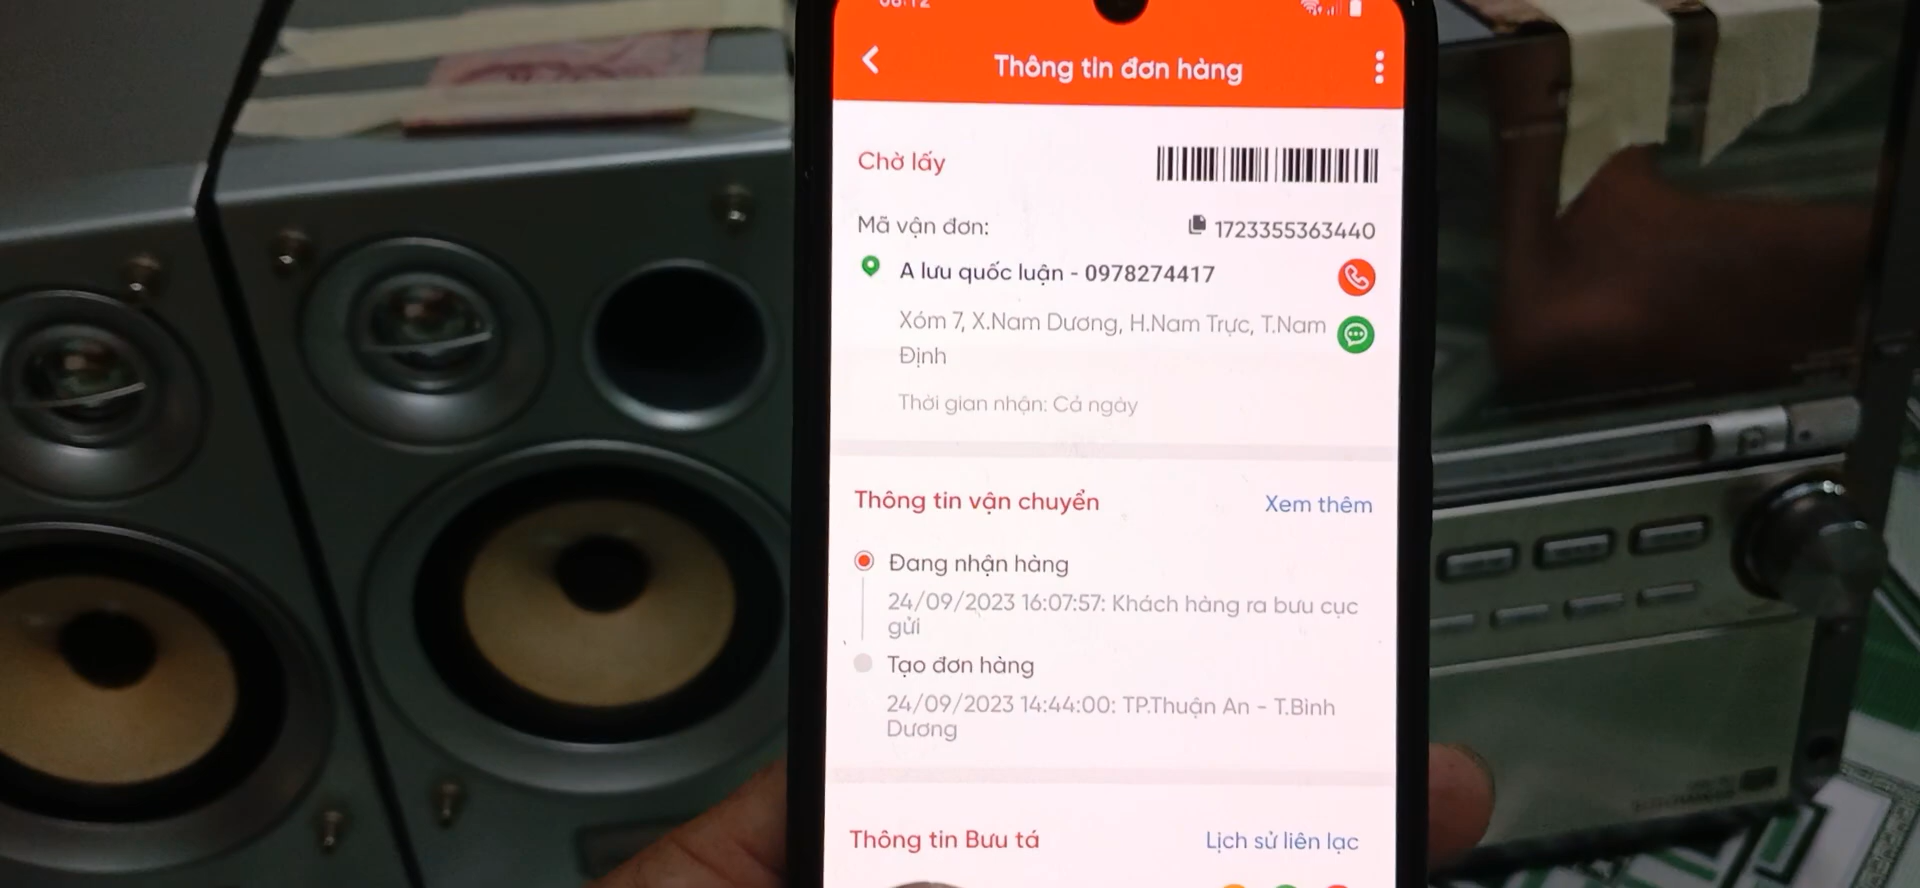 Thông tin đơn hàng
Chờ lấy
Mã vận đơn:
1723355363440
A lưu quốc luận - 0978274417
Xóm 7, X.Nam Dương, H.Nam Trực, T.Nam
Định
Thời gian nhận: Cả ngày
Thông tin vận chuyển
Xem thêm
Đang nhận hàng
24/09/2023 16:07:57: Khách hàng ra bưu cục
gửi
Tạo đơn hàng
24/09/2023 14:44:00: TP.Thuận An - T.Bình
Dương
Thông tin Bưu tá
Lịch sử liên lạc